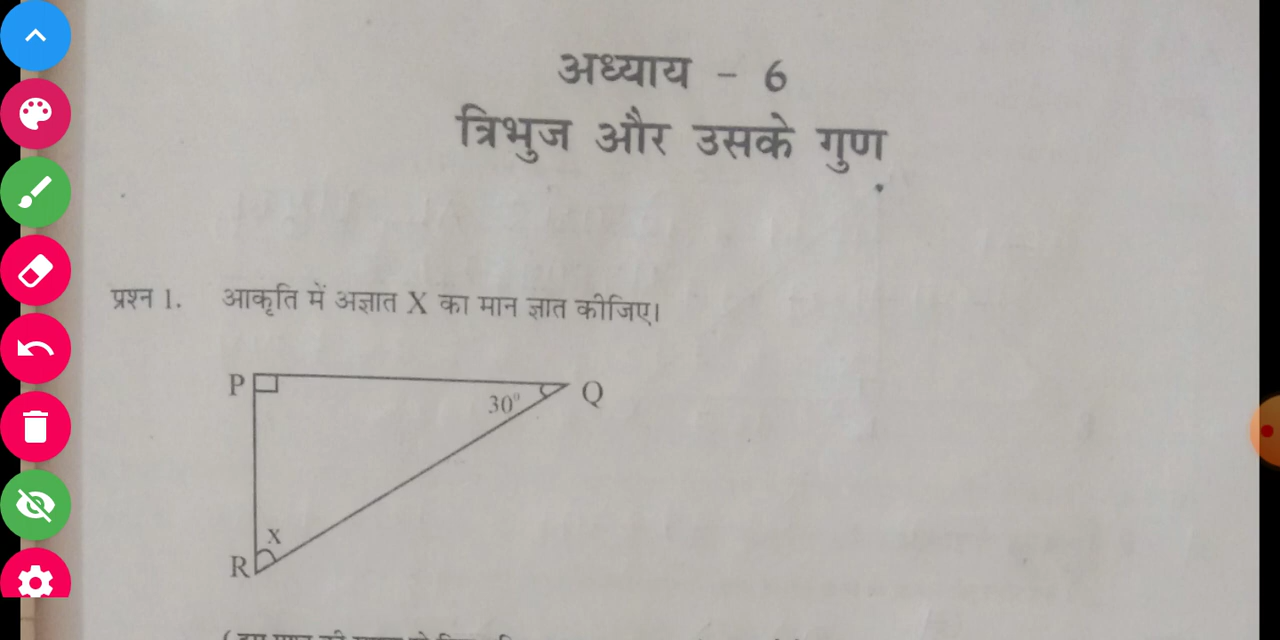 अध्याय - 6
त्रिभुज और उसके गुण
प्रश्न 1. आकृति में अज्ञात X का मान ज्ञात कीजिए।
P
Q
30°
X
R